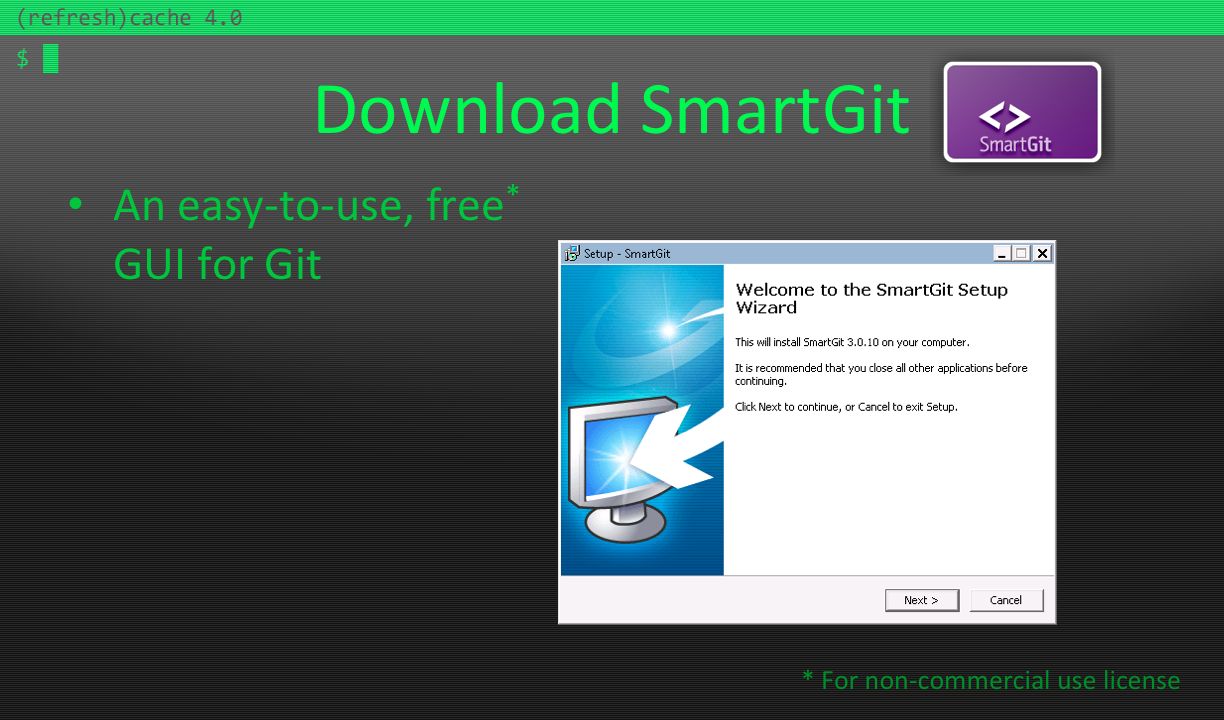 (refresh)cache 4.0
$
Download SmartGit
<> SmartGit
• An easy-to-use, free*
GUI for Git
Setup - SmartGit
Welcome to the SmartGit Setup
Wizard
This will install SmartGit 3.0.10 on your computer.
It is recommended that you close all other applications before
continuing.
Click Next to continue, or Cancel to exit Setup.
Next >
Cancel
* For non-commercial use license